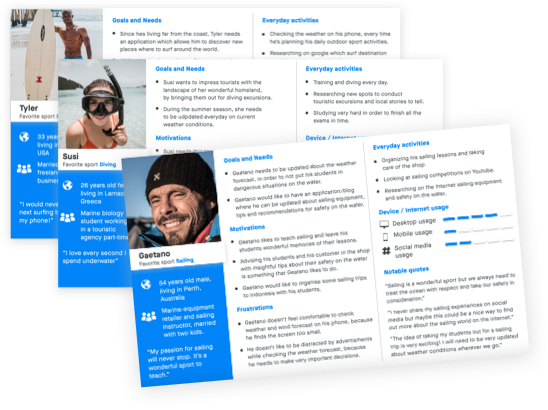 Goals and Needs
Since he living far from the coast, Tyler needs
an application which allows him to discover new
places where to surf around the world.
Everyday activities
Checking the weather on his phone, every time
he's planning his daily outdoor sport activities.
Researching on google which surf destination
Tyler
Favorite sport
33
living in
USA
Married
freelan
business
"I would never
next surfing
my phone!"
Goals and Needs
Susi wants to impress tourists with the
landscape of her wonderful homeland,
by bringing them out for diving excursions.
During the summer season, she needs
to be udpdated everyday on current
weather conditions.
Motivations
Everyday activities
Training and diving every day.
Researching new spots to conduct
touristic excursions and local stories to tell.
Studying very hard in order to finish all the
exams in time.
Device / Internet
Susi
Favorite sport Diving
26 years old fe
living in Larnac
Greece
Marine biology
student working
in a touristic
agency part-time
"I love every second I
spend underwater"
Goals and Needs
Gaetano needs to be updated about the weather
forecast, in order to not put his students in
dangerous situations on the water.
Gaetano would like to have an application/blog
where he can be updated about sailing equipment,
tips and recommendations for safety on the water.
Motivations
Gaetano likes to teach sailing and leave his
students wonderful memories of their lessons.
Advising his students and his customer in the shop
with insightful tips about their safety on the water
is something that Gaetano likes to do.
Gaetano would like to organise some sailing trips
to Indonesia with his students.
Frustrations
Gaetano doesn't feel comfortable to check
weather and wind forecast on his phone, because
he finds the screen too small.
He doesn't like to be distracted by advertisments
while checking the weather forecast, because
he needs to make very important decisions.
Everyday activities
Organizing his sailing lessons and taking
care of the shop.
Looking at sailing competitions on Youtube.
Researching on the Internet sailing equipment
and safety on the water.
Device / Internet usage
Desktop usage
Mobile usage
Social media
usage
Notable quotes
"Sailing is a wonderful sport but we always need to
treat the ocean with respect and take our safety in
consideration."
"I never share my sailing experiences on social
media but maybe this could be a nice way to find
out more about the sailing world on the internet."
"The idea of taking my students out for a sailing
trip is very exciting! I will need to be very updated
about weather conditions wherever we go."
Gaetano
Favorite sport Sailing
54 years old male,
living in Perth,
Australia
Marine-equipment
retailer and sailing
instructor, married
with two kids.
"My passion for sailing
will never stop. It's a
wonderful sport to
teach."